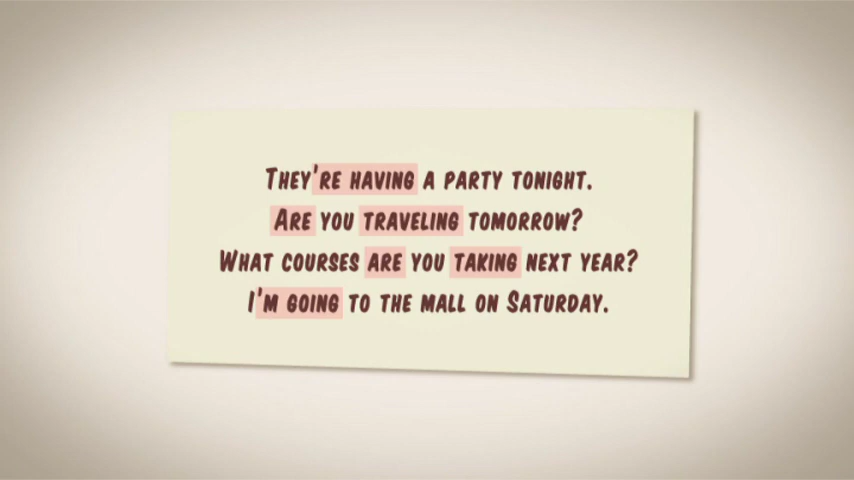 They're having a party tonight.
Are you traveling tomorrow?
What courses are you taking next year?
I'm going to the mall on Saturday.